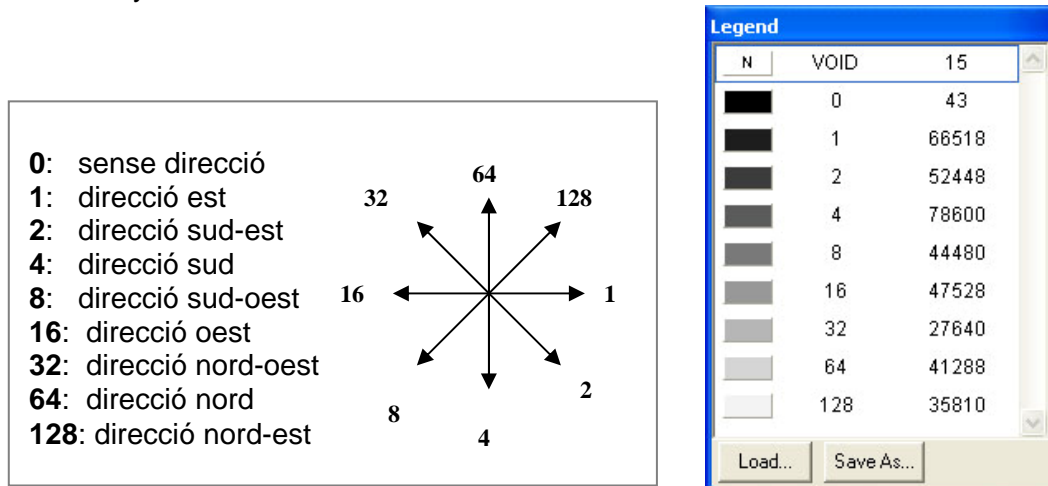 0: sense direcció
1: direcció est
2: direcció sud-est
4: direcció sud
8: direcció sud-oest
16: direcció oest
32: direcció nord-oest
64: direcció nord
128: direcció nord-est
64
32
128
16
1
8
2
4
Legend
N VOID 15
0 43
1 66518
2 52448
4 78600
8 44480
16 47528
32 27640
64 41288
128 35810
Load... Save As...